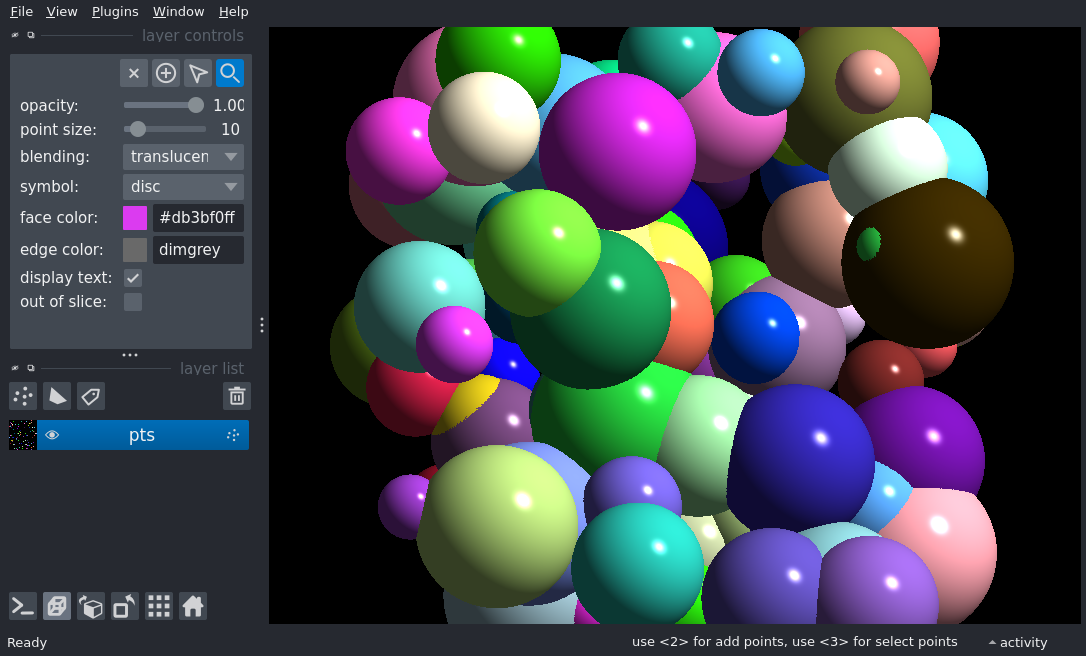 File View Plugins Window Help
layer controls
opacity: 1.00
point size: 10
blending: translucen
symbol: disc
face color: #db3bf0ff
edge color: dimgrey
display text:
out of slice:
layer list
pts
Ready
use <2> for add points, use <3> for select points
activity